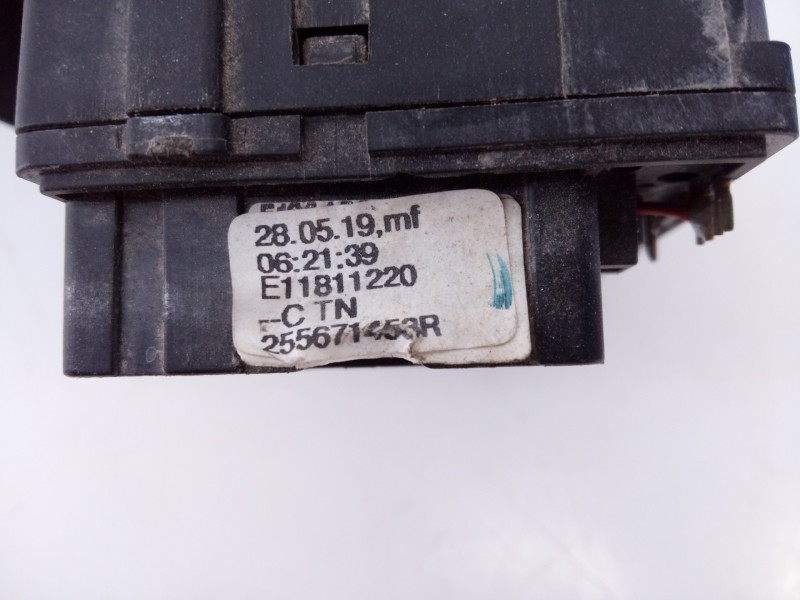 28.05.19,mf
06:21:39
E11811220
--C TN
255671453R